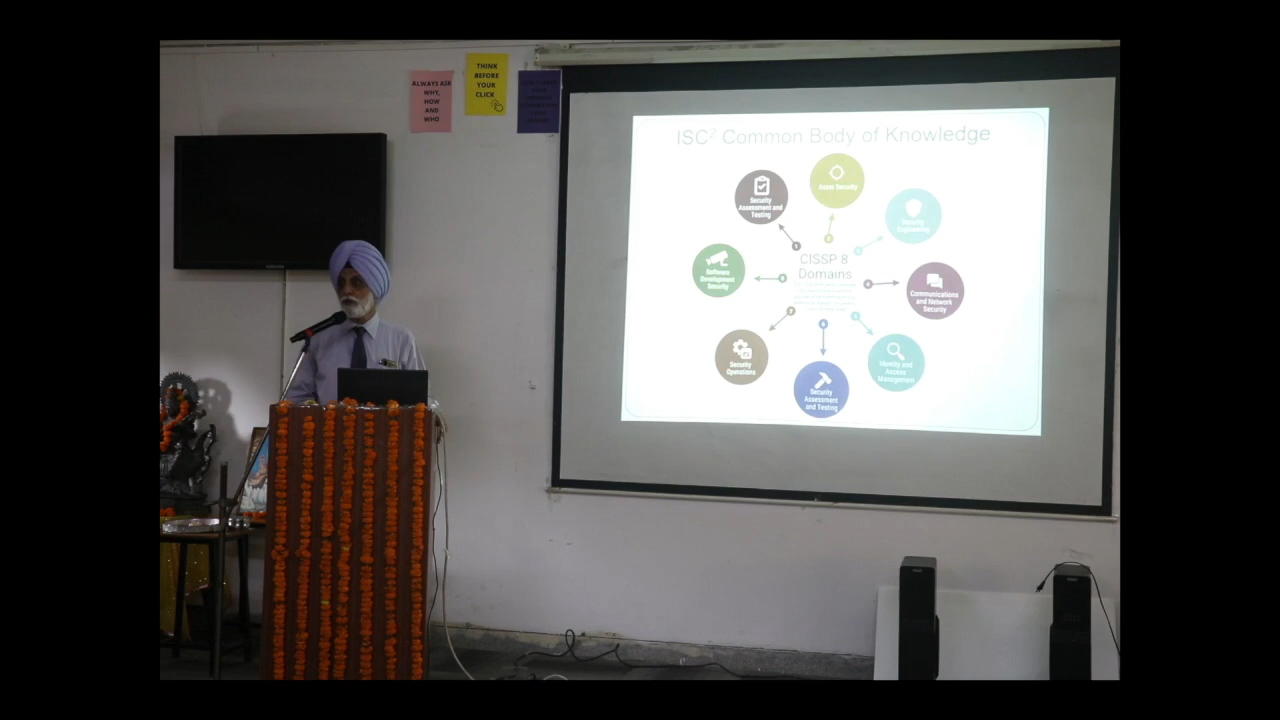 ALWAYS ASK
WHY,
HOW
AND
WHO
THINK
BEFORE
YOUR
CLICK
ISC² Common Body of Knowledge
Security
Assessment and
Testing
Asset Security
Security
Engineering
Software
Development
Security
CISSP 8
Domains
Communications
and Network
Security
Security
Operations
Security
Assessment
and Testing
Identity and
Management